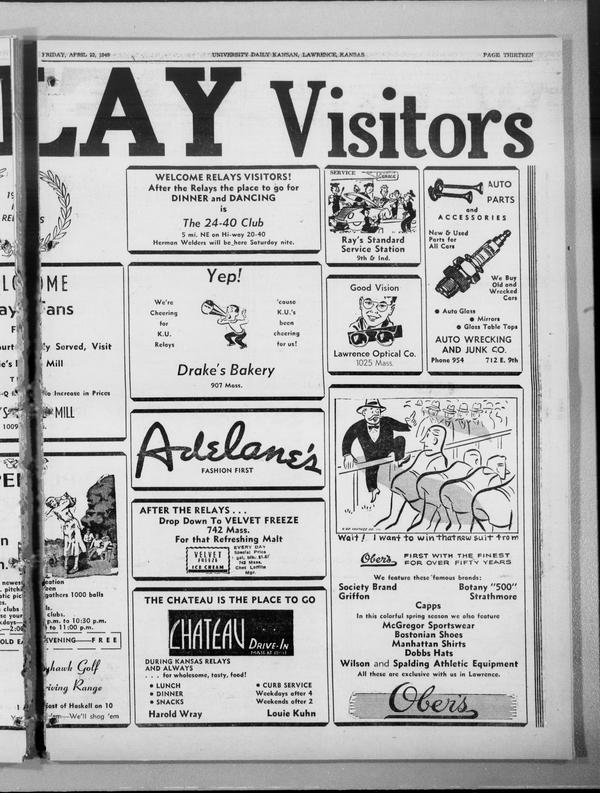 FRIDAY, APRIL 22, 1949
UNIVERSITY DAILY KANSAN, LAWRENCE, KANSAS
PAGE THIRTEEN
LAY Visitors
Fans
Served, Visit
Mill
No Increase in Prices
MILL
1009
gathers 1000 balls
clubs.
p.m. to 10:30 p.m.
to 11:00 p.m.
EVENING—FREE
Golf
Range
East of Haskell on 10
We'll shag 'em
WELCOME RELAYS VISITORS!
After the Relays the place to go for
DINNER and DANCING
is
The 24-40 Club
5 mi. NE on Hi-way 20-40
Herman Welders will be here Saturday nite.
Yep!
We're
Cheering
for
K.U.
Relays
'cause
K.U.'s
been
cheering
for us!
Drake's Bakery
907 Mass.
Adelane's
FASHION FIRST
AFTER THE RELAYS . . .
Drop Down To VELVET FREEZE
742 Mass.
For that Refreshing Malt
VELVET
FREEZE
ICE CREAM
EVERY DAY
Special Price
742 Mass.
Mgr.
THE CHATEAU IS THE PLACE TO GO
CHATEAU DRIVE-IN
DURING KANSAS RELAYS
AND ALWAYS
. . . for wholesome, tasty, food!
• LUNCH
• DINNER
• SNACKS
• CURB SERVICE
Weekdays after 4
Weekends after 2
Harold Wray
Louie Kuhn
SERVICE
GARAGE
Ray's Standard
Service Station
9th & Ind.
Good Vision
Lawrence Optical Co.
1025 Mass.
AUTO
PARTS
and
ACCESSORIES
New & Used
Parts for
All Cars
We Buy
Old and
Wrecked
Cars
• Auto Glass
• Mirrors
• Glass Table Tops
AUTO WRECKING
AND JUNK CO.
Phone 954 712 E. 9th
Wait! I want to win that new suit from
Ober's FIRST WITH THE FINEST
FOR OVER FIFTY YEARS
We feature these famous brands:
Society Brand Botany "500"
Griffon Strathmore
Capps
In this colorful spring season we also feature
McGregor Sportswear
Bostonian Shoes
Manhattan Shirts
Dobbs Hats
Wilson and Spalding Athletic Equipment
All these are exclusive with us in Lawrence.
Ober's